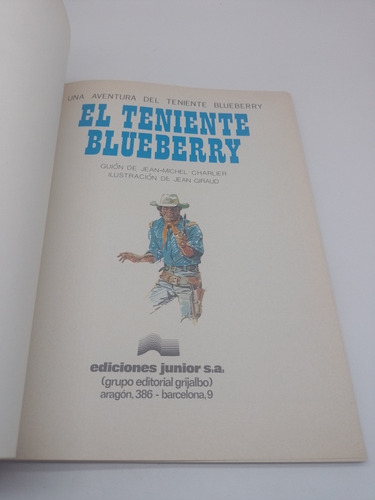 UNA AVENTURA DEL TENIENTE BLUEBERRY
EL TENIENTE
BLUEBERRY
GUIÓN DE JEAN-MICHEL CHARLIER
ILUSTRACIÓN DE JEAN GIRAUD
ediciones junior s.a.
(grupo editorial grijalbo)
aragón, 386 - barcelona, 9